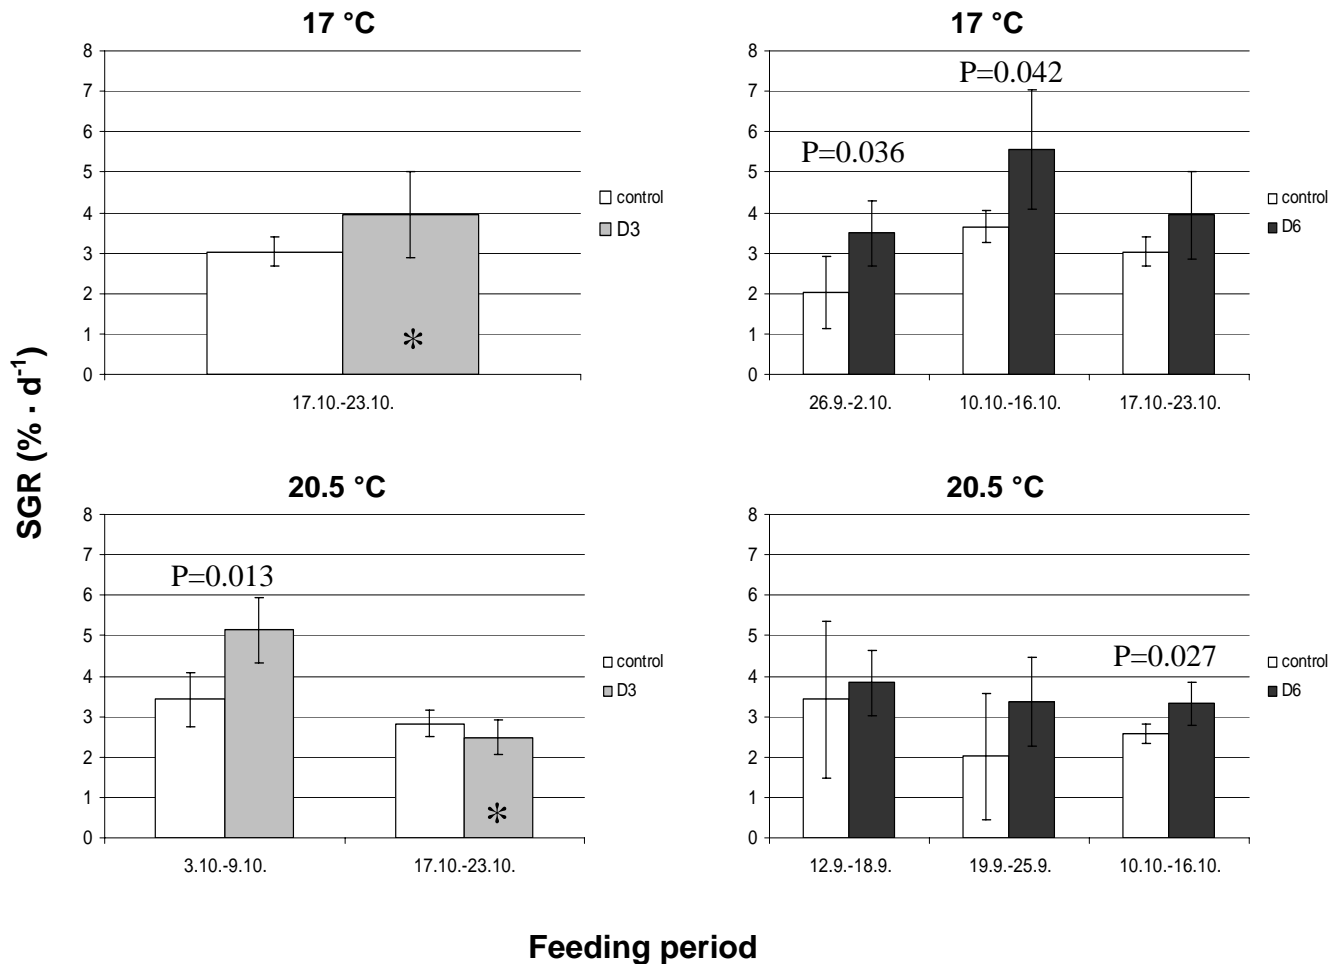 17 °C
8
7
6
5
4
3
2
1
0
*
17.10.-23.10.
control
D3
17 °C
8
7
6
5
4
3
2
1
0
P=0.036
P=0.042
26.9.-2.10. 10.10.-16.10. 17.10.-23.10.
control
D6
SGR (% · d-1)
20.5 °C
8
7
6
5
4
3
2
1
0
P=0.013
*
3.10.-9.10. 17.10.-23.10.
control
D3
20.5 °C
8
7
6
5
4
3
2
1
0
P=0.027
12.9.-18.9. 19.9.-25.9. 10.10.-16.10.
control
D6
Feeding period